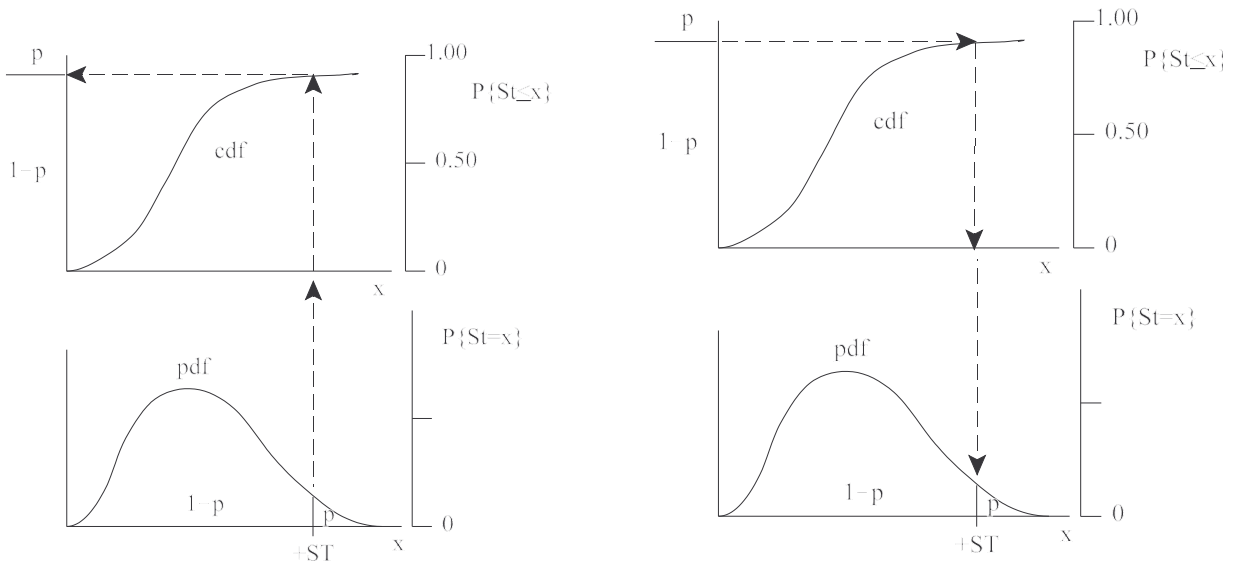 p
1.00
P{St≤x}
cdf
1-p
0.50
0
x
P{St=x}
pdf
1-p
p
0
+ST
x
p
1.00
P{St≤x}
cdf
1-p
0.50
0
x
P{St=x}
pdf
1-p
p
0
+ST
x